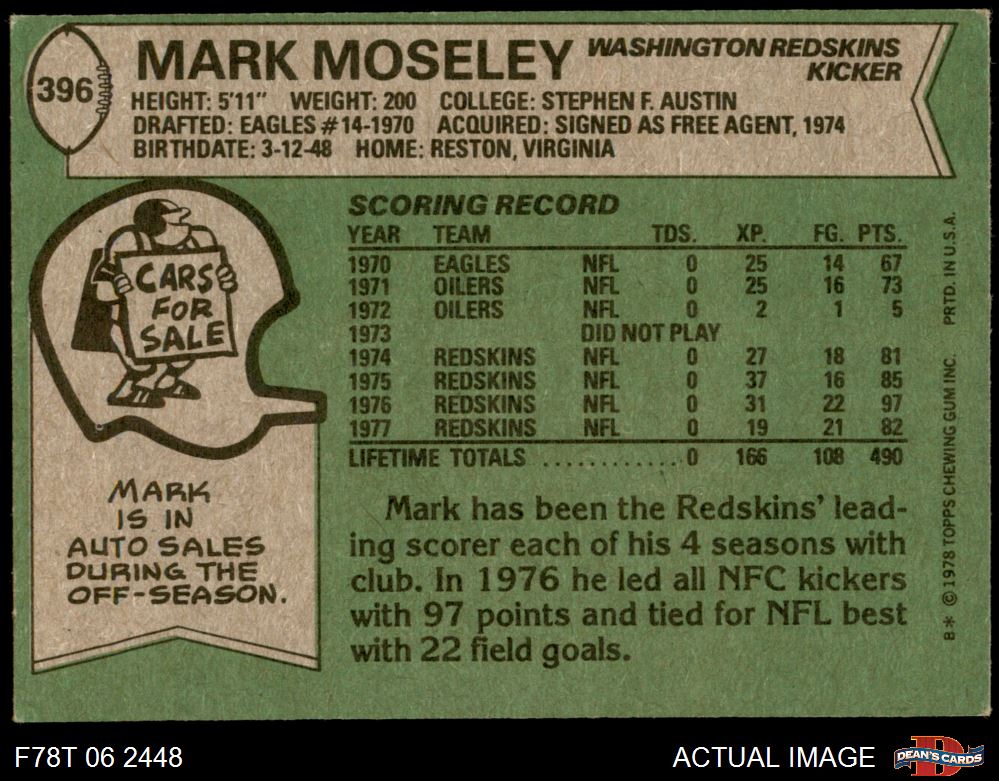 396
MARK MOSELEY
WASHINGTON REDSKINS
KICKER
HEIGHT: 5'11" WEIGHT: 200 COLLEGE: STEPHEN F. AUSTIN
DRAFTED: EAGLES #14-1970 ACQUIRED: SIGNED AS FREE AGENT, 1974
BIRTHDATE: 3-12-48 HOME: RESTON, VIRGINIA
CARS
FOR
SALE
MARK
IS IN
AUTO SALES
DURING THE
OFF-SEASON.
SCORING RECORD
YEAR TEAM TDS. XP. FG. PTS.
1970 EAGLES NFL 0 25 14 67
1971 OILERS NFL 0 25 16 73
1972 OILERS NFL 0 2 1 5
1973 DID NOT PLAY
1974 REDSKINS NFL 0 27 18 81
1975 REDSKINS NFL 0 37 16 85
1976 REDSKINS NFL 0 31 22 97
1977 REDSKINS NFL 0 19 21 82
LIFETIME TOTALS ............. 0 166 108 490
Mark has been the Redskins' lead-
ing scorer each of his 4 seasons with
club. In 1976 he led all NFC kickers
with 97 points and tied for NFL best
with 22 field goals.
B* © 1978 TOPPS CHEWING GUM INC. PRTD. IN U.S.A.
F78T 06 2448
ACTUAL IMAGE
DEAN'S CARDS